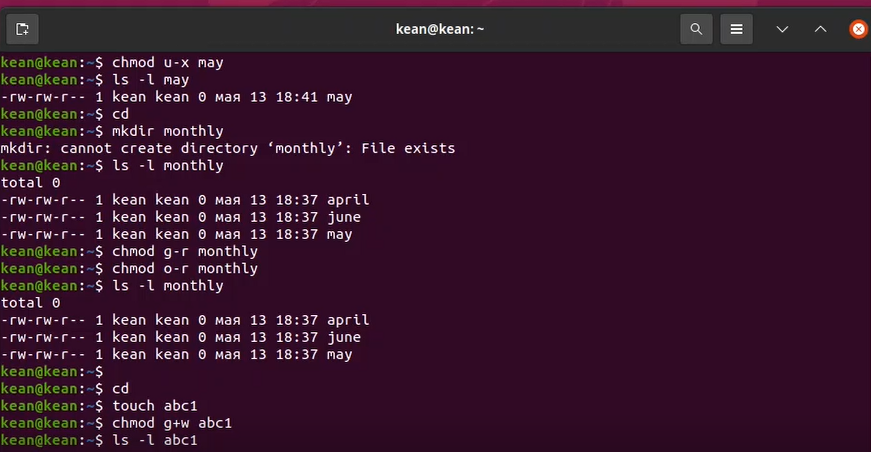 kean@kean: ~
kean@kean:~$ chmod u-x may
kean@kean:~$ ls -l may
-rw-rw-r-- 1 kean kean 0 мая 13 18:41 may
kean@kean:~$ cd
kean@kean:~$ mkdir monthly
mkdir: cannot create directory ‘monthly’: File exists
kean@kean:~$ ls -l monthly
total 0
-rw-rw-r-- 1 kean kean 0 мая 13 18:37 april
-rw-rw-r-- 1 kean kean 0 мая 13 18:37 june
-rw-rw-r-- 1 kean kean 0 мая 13 18:37 may
kean@kean:~$ chmod g-r monthly
kean@kean:~$ chmod o-r monthly
kean@kean:~$ ls -l monthly
total 0
-rw-rw-r-- 1 kean kean 0 мая 13 18:37 april
-rw-rw-r-- 1 kean kean 0 мая 13 18:37 june
-rw-rw-r-- 1 kean kean 0 мая 13 18:37 may
kean@kean:~$
kean@kean:~$ cd
kean@kean:~$ touch abc1
kean@kean:~$ chmod g+w abc1
kean@kean:~$ ls -l abc1